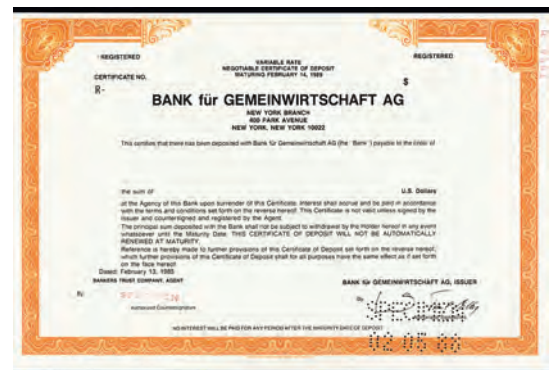 REGISTERED
REGISTERED
VARIABLE RATE
NEGOTIABLE CERTIFICATE OF DEPOSIT
MATURING FEBRUARY 14, 1989
CERTIFICATE NO.
$
R-
BANK für GEMEINWIRTSCHAFT AG
NEW YORK BRANCH
400 PARK AVENUE
NEW YORK, NEW YORK 10022
This certifies that there has been deposited with Bank für Gemeinwirtschaft AG (the "Bank") payable to the order of
the sum of
U.S. Dollars
at the Agency of this Bank upon surrender of this Certificate. Interest shall accrue and be paid in accordance
with the terms and conditions set forth on the reverse hereof. This Certificate is not valid unless signed by the
issuer and countersigned and registered by the Agent.
The principal sum deposited with the Bank shall not be subject to withdrawal by the Holder hereof in any event
whatsoever until the Maturity Date. THIS CERTIFICATE OF DEPOSIT WILL NOT BE AUTOMATICALLY
RENEWED AT MATURITY.
Reference is hereby made to further provisions of this Certificate of Deposit set forth on the reverse hereof,
which further provisions of this Certificate of Deposit shall for all purposes have the same effect as if set forth
on the face hereof.
Dated: February 13, 1985
BANKERS TRUST COMPANY, AGENT
BANK für GEMEINWIRTSCHAFT AG, ISSUER
By:
By
Authorized Countersignature
NO INTEREST WILL BE PAID FOR ANY PERIOD AFTER THE MATURITY DATE OF DEPOSIT
02 05 86